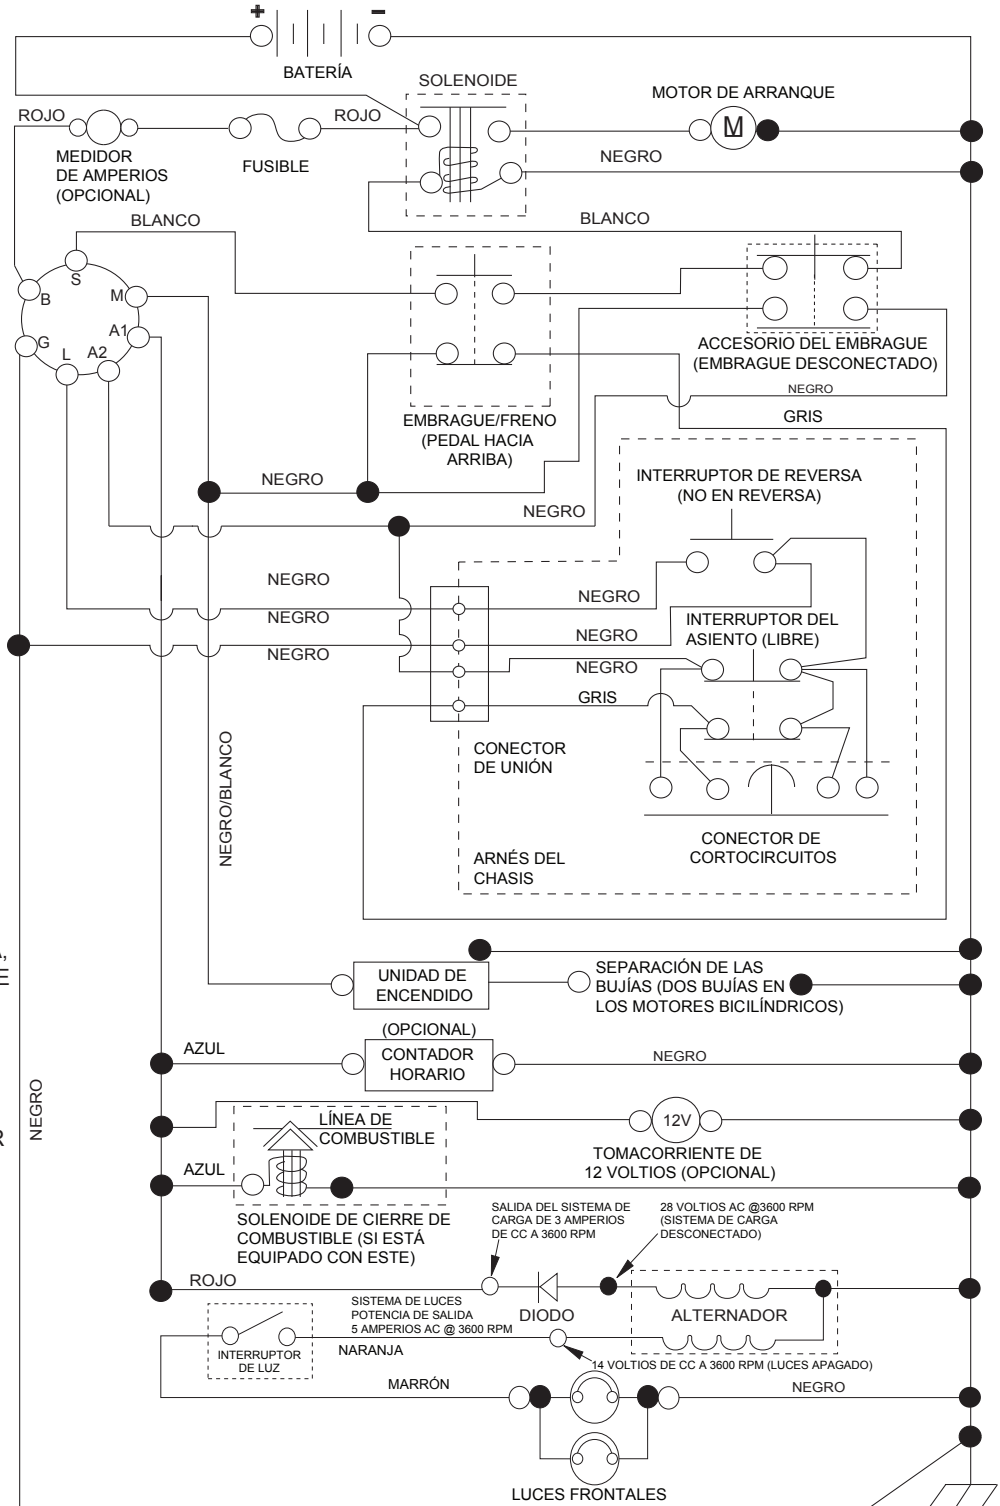 + -
BATERÍA
SOLENOIDE
MOTOR DE ARRANQUE
M
ROJO
ROJO
MEDIDOR
DE AMPERIOS
(OPCIONAL)
FUSIBLE
NEGRO
BLANCO
BLANCO
S
B
M
G
A1
L
A2
ACCESORIO DEL EMBRAGUE
(EMBRAGUE DESCONECTADO)
NEGRO
GRIS
EMBRAGUE/FRENO
(PEDAL HACIA
ARRIBA)
INTERRUPTOR DE REVERSA
(NO EN REVERSA)
NEGRO
NEGRO
NEGRO
NEGRO
NEGRO
INTERRUPTOR DEL
ASIENTO (LIBRE)
NEGRO
NEGRO
NEGRO
GRIS
CONECTOR
DE UNIÓN
NEGRO/BLANCO
CONECTOR DE
CORTOCIRCUITOS
ARNÉS DEL
CHASIS
UNIDAD DE
ENCENDIDO
SEPARACIÓN DE LAS
BUJÍAS (DOS BUJÍAS EN
LOS MOTORES BICILÍNDRICOS)
(OPCIONAL)
AZUL
CONTADOR
HORARIO
NEGRO
NEGRO
LÍNEA DE
COMBUSTIBLE
12V
TOMACORRIENTE DE
12 VOLTIOS (OPCIONAL)
AZUL
SOLENOIDE DE CIERRE DE
COMBUSTIBLE (SI ESTÁ
EQUIPADO CON ESTE)
SALIDA DEL SISTEMA DE
CARGA DE 3 AMPERIOS
DE CC A 3600 RPM
28 VOLTIOS AC @3600 RPM
(SISTEMA DE CARGA
DESCONECTADO)
ROJO
DIODO
ALTERNADOR
SISTEMA DE LUCES
POTENCIA DE SALIDA
5 AMPERIOS AC @ 3600 RPM
NARANJA
INTERRUPTOR
DE LUZ
14 VOLTIOS DE CC A 3600 RPM (LUCES APAGADO)
MARRÓN
NEGRO
LUCES FRONTALES